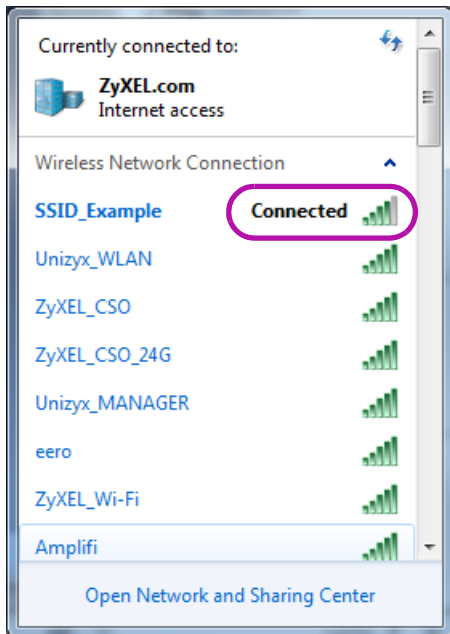 Currently connected to:
ZyXEL.com
Internet access
Wireless Network Connection
SSID_Example Connected
Unizyx_WLAN
ZyXEL_CSO
ZyXEL_CSO_24G
Unizyx_MANAGER
eero
ZyXEL_Wi-Fi
Amplifi
Open Network and Sharing Center